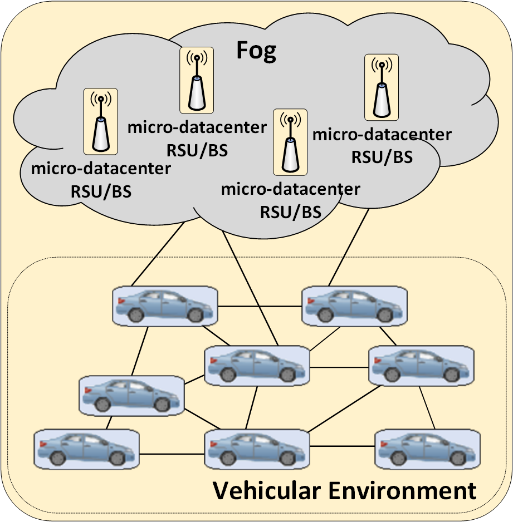 Fog
micro-datacenter
RSU/BS
micro-datacenter
RSU/BS
micro-datacenter
RSU/BS
micro-datacenter
RSU/BS
Vehicular Environment